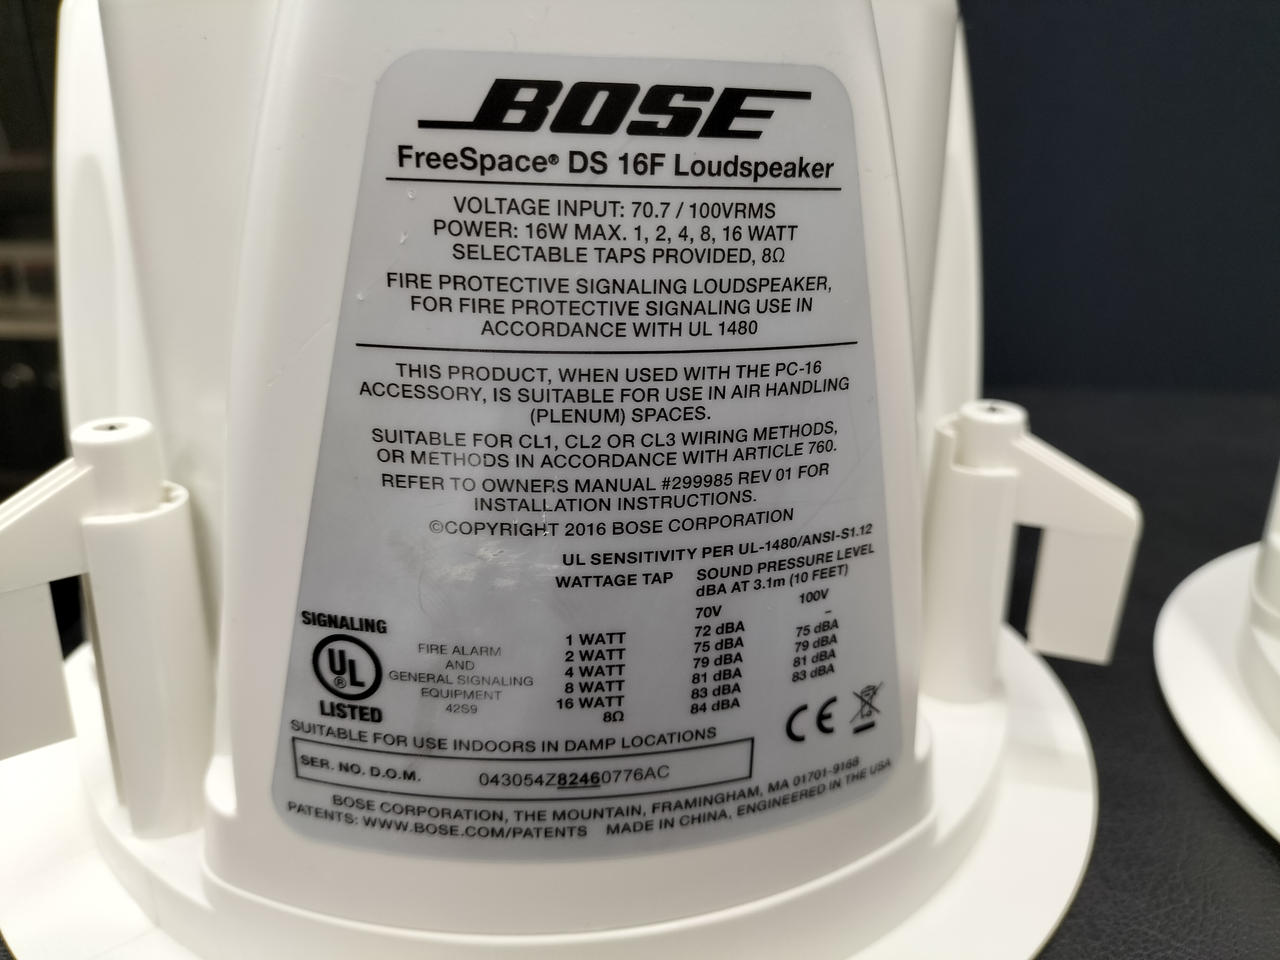 BOSE
FreeSpace® DS 16F Loudspeaker
VOLTAGE INPUT: 70.7 / 100VRMS
POWER: 16W MAX. 1, 2, 4, 8, 16 WATT
SELECTABLE TAPS PROVIDED, 8Ω
FIRE PROTECTIVE SIGNALING LOUDSPEAKER,
FOR FIRE PROTECTIVE SIGNALING USE IN
ACCORDANCE WITH UL 1480
THIS PRODUCT, WHEN USED WITH THE PC-16
ACCESSORY, IS SUITABLE FOR USE IN AIR HANDLING
(PLENUM) SPACES.
SUITABLE FOR CL1, CL2 OR CL3 WIRING METHODS,
OR METHODS IN ACCORDANCE WITH ARTICLE 760.
REFER TO OWNERS MANUAL #299985 REV 01 FOR
INSTALLATION INSTRUCTIONS.
©COPYRIGHT 2016 BOSE CORPORATION
UL SENSITIVITY PER UL-1480/ANSI-S1.12
WATTAGE TAP SOUND PRESSURE LEVEL
dBA AT 3.1m (10 FEET)
70V 100V
1 WATT 72 dBA –
2 WATT 75 dBA 75 dBA
4 WATT 79 dBA 79 dBA
8 WATT 81 dBA 81 dBA
16 WATT 83 dBA 83 dBA
8Ω 84 dBA
SIGNALING
UL ®
LISTED
FIRE ALARM
AND
GENERAL SIGNALING
EQUIPMENT
42S9
CE
SUITABLE FOR USE INDOORS IN DAMP LOCATIONS
SER. NO. D.O.M. 043054Z82460776AC
BOSE CORPORATION, THE MOUNTAIN, FRAMINGHAM, MA 01701-9168
PATENTS: WWW.BOSE.COM/PATENTS MADE IN CHINA, ENGINEERED IN THE USA